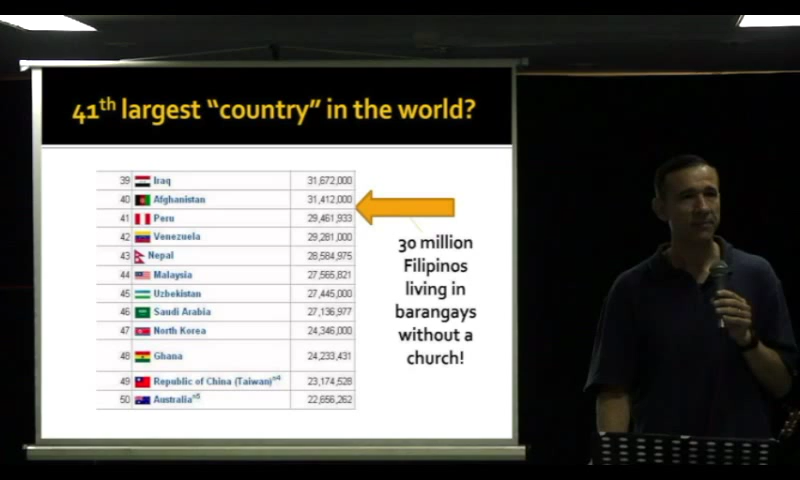 41th largest “country” in the world?
39 Iraq 31,672,000
40 Afghanistan 31,412,000
41 Peru 29,461,933
42 Venezuela 29,281,000
43 Nepal 28,584,975
44 Malaysia 27,565,821
45 Uzbekistan 27,445,000
46 Saudi Arabia 27,136,977
47 North Korea 24,346,000
48 Ghana 24,233,431
49 Republic of China (Taiwan)n4 23,174,528
50 Australian5 22,656,262
30 million
Filipinos
living in
barangays
without a
church!